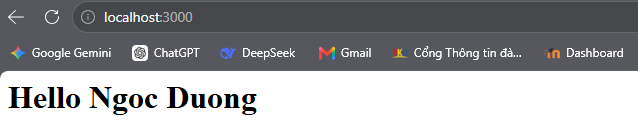 localhost:3000
Google Gemini ChatGPT DeepSeek Gmail Cổng Thông tin đà... Dashboard
Hello Ngoc Duong